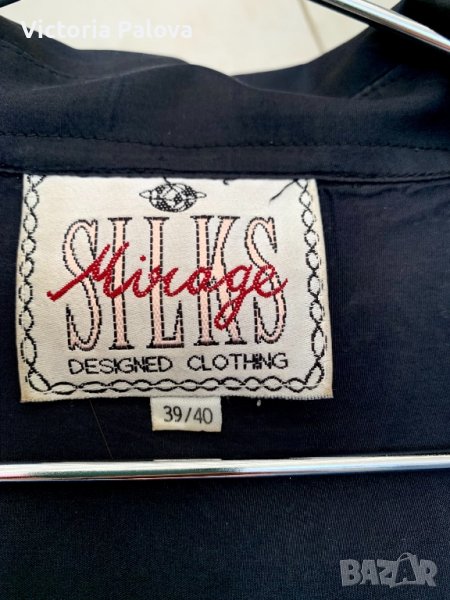 Victoria Palova
SILKS
Mirage
DESIGNED CLOTHING
39/40
BAZAR